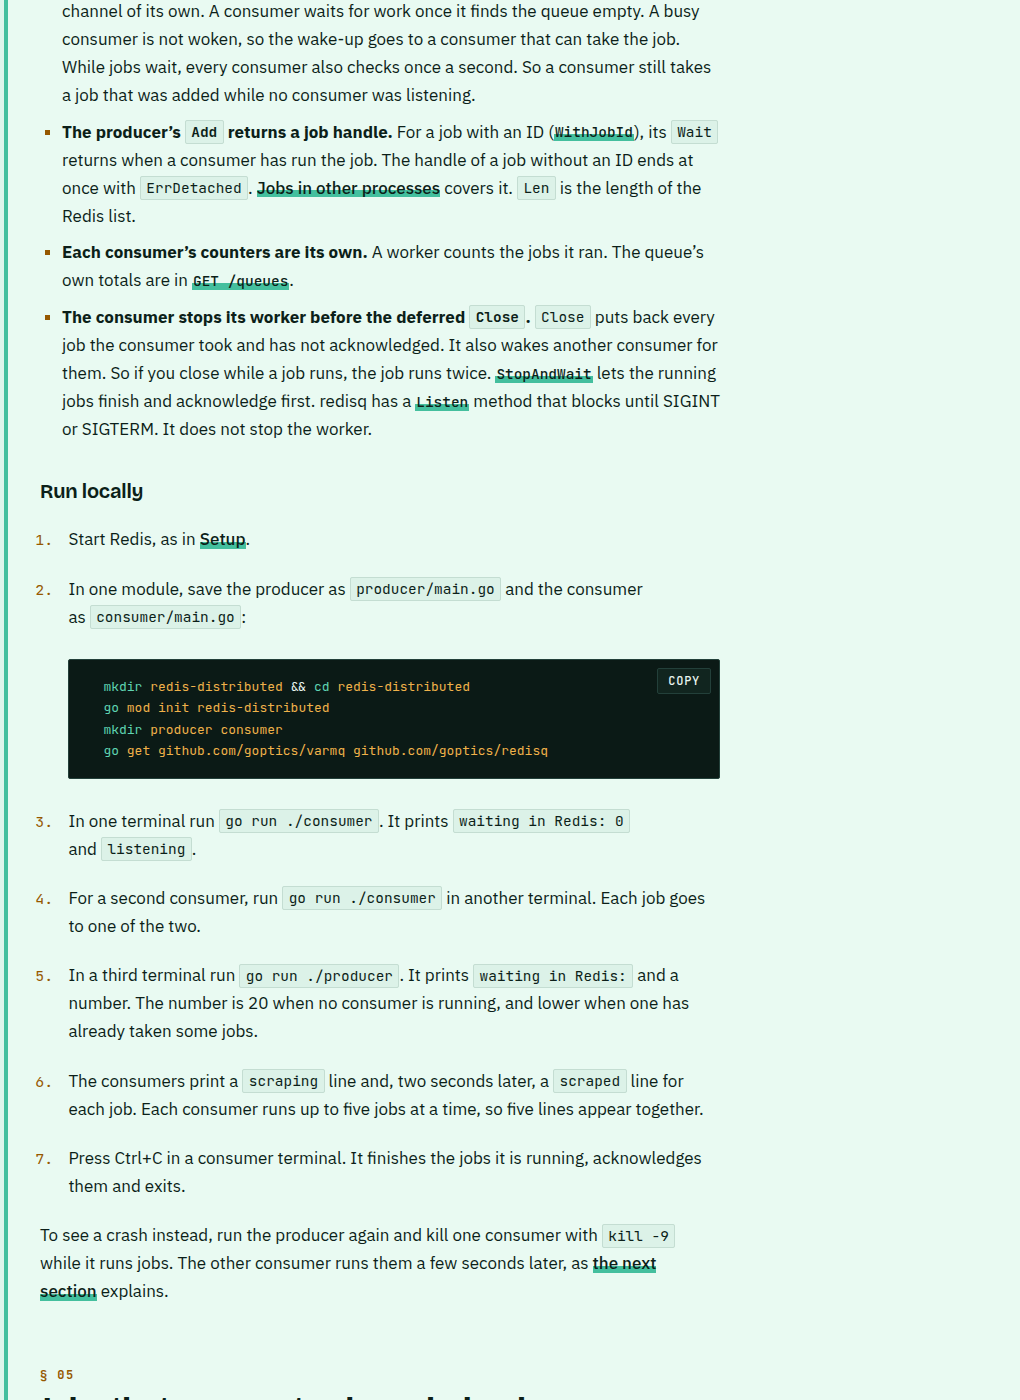 channel of its own. A consumer waits for work once it finds the queue empty. A busy
consumer is not woken, so the wake-up goes to a consumer that can take the job.
While jobs wait, every consumer also checks once a second. So a consumer still takes
a job that was added while no consumer was listening.
The producer’s Add returns a job handle. For a job with an ID (WithJobId), its Wait
returns when a consumer has run the job. The handle of a job without an ID ends at
once with ErrDetached. Jobs in other processes covers it. Len is the length of the
Redis list.
Each consumer’s counters are its own. A worker counts the jobs it ran. The queue’s
own totals are in GET /queues.
The consumer stops its worker before the deferred Close. Close puts back every
job the consumer took and has not acknowledged. It also wakes another consumer for
them. So if you close while a job runs, the job runs twice. StopAndWait lets the running
jobs finish and acknowledge first. redisq has a Listen method that blocks until SIGINT
or SIGTERM. It does not stop the worker.
Run locally
1. Start Redis, as in Setup.
2. In one module, save the producer as producer/main.go and the consumer
as consumer/main.go:
COPY
mkdir redis-distributed && cd redis-distributed
go mod init redis-distributed
mkdir producer consumer
go get github.com/goptics/varmq github.com/goptics/redisq
3. In one terminal run go run ./consumer. It prints waiting in Redis: 0
and listening.
4. For a second consumer, run go run ./consumer in another terminal. Each job goes
to one of the two.
5. In a third terminal run go run ./producer. It prints waiting in Redis: and a
number. The number is 20 when no consumer is running, and lower when one has
already taken some jobs.
6. The consumers print a scraping line and, two seconds later, a scraped line for
each job. Each consumer runs up to five jobs at a time, so five lines appear together.
7. Press Ctrl+C in a consumer terminal. It finishes the jobs it is running, acknowledges
them and exits.
To see a crash instead, run the producer again and kill one consumer with kill -9
while it runs jobs. The other consumer runs them a few seconds later, as the next
section explains.
§ 05